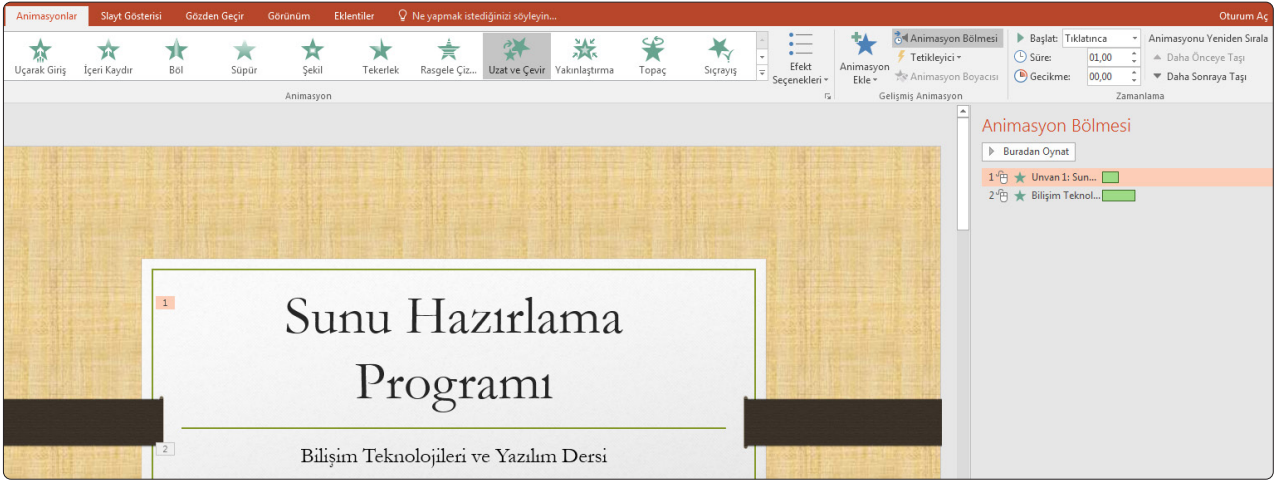 Animasyonlar Slayt Gösterisi Gözden Geçir Görünüm Eklentiler Ne yapmak istediğinizi söyleyin... Oturum Aç
Uçarak Giriş İçeri Kaydır Böl Süpür Şekil Tekerlek Rasgele Çiz... Uzat ve Çevir Yakınlaştırma Topaç Sıçrayış
Efekt Seçenekleri
Animasyon Ekle
Animasyon Bölmesi
Tetikleyici
Animasyon Boyacısı
Başlat: Tıklatınca
Süre: 01,00
Gecikme: 00,00
Animasyonu Yeniden Sırala
Daha Önceye Taşı
Daha Sonraya Taşı
Animasyon Gelişmiş Animasyon Zamanlama
Animasyon Bölmesi
Buradan Oynat
1 Unvan 1: Sun...
2 Bilişim Teknol...
1
Sunu Hazırlama
Programı
2
Bilişim Teknolojileri ve Yazılım Dersi